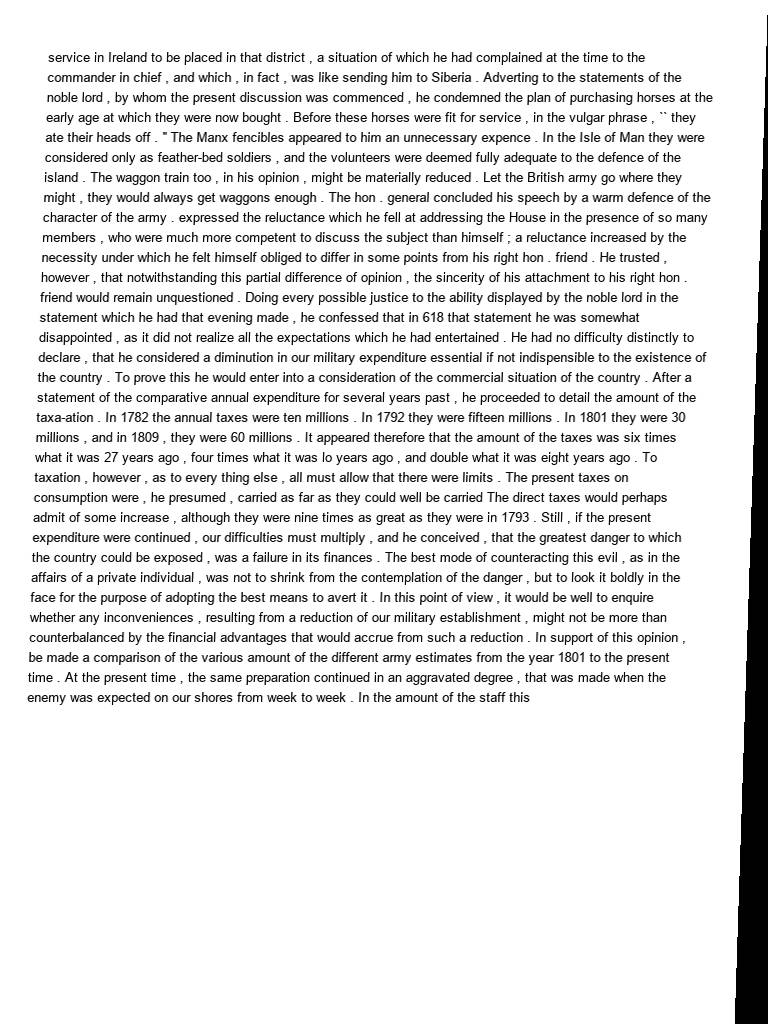 service in Ireland to be placed in that district , a situation of which he had complained at the time to the
commander in chief , and which , in fact , was like sending him to Siberia . Adverting to the statements of the
noble lord , by whom the present discussion was commenced , he condemned the plan of purchasing horses at the
early age at which they were now bought . Before these horses were fit for service , in the vulgar phrase , `` they
ate their heads off . " The Manx fencibles appeared to him an unnecessary expence . In the Isle of Man they were
considered only as feather-bed soldiers , and the volunteers were deemed fully adequate to the defence of the
island . The waggon train too , in his opinion , might be materially reduced . Let the British army go where they
might , they would always get waggons enough . The hon . general concluded his speech by a warm defence of the
character of the army . expressed the reluctance which he fell at addressing the House in the presence of so many
members , who were much more competent to discuss the subject than himself ; a reluctance increased by the
necessity under which he felt himself obliged to differ in some points from his right hon . friend . He trusted ,
however , that notwithstanding this partial difference of opinion , the sincerity of his attachment to his right hon .
friend would remain unquestioned . Doing every possible justice to the ability displayed by the noble lord in the
statement which he had that evening made , he confessed that in 618 that statement he was somewhat
disappointed , as it did not realize all the expectations which he had entertained . He had no difficulty distinctly to
declare , that he considered a diminution in our military expenditure essential if not indispensible to the existence of
the country . To prove this he would enter into a consideration of the commercial situation of the country . After a
statement of the comparative annual expenditure for several years past , he proceeded to detail the amount of the
taxa-ation . In 1782 the annual taxes were ten millions . In 1792 they were fifteen millions . In 1801 they were 30
millions , and in 1809 , they were 60 millions . It appeared therefore that the amount of the taxes was six times
what it was 27 years ago , four times what it was lo years ago , and double what it was eight years ago . To
taxation , however , as to every thing else , all must allow that there were limits . The present taxes on
consumption were , he presumed , carried as far as they could well be carried The direct taxes would perhaps
admit of some increase , although they were nine times as great as they were in 1793 . Still , if the present
expenditure were continued , our difficulties must multiply , and he conceived , that the greatest danger to which
the country could be exposed , was a failure in its finances . The best mode of counteracting this evil , as in the
affairs of a private individual , was not to shrink from the contemplation of the danger , but to look it boldly in the
face for the purpose of adopting the best means to avert it . In this point of view , it would be well to enquire
whether any inconveniences , resulting from a reduction of our military establishment , might not be more than
counterbalanced by the financial advantages that would accrue from such a reduction . In support of this opinion ,
be made a comparison of the various amount of the different army estimates from the year 1801 to the present
time . At the present time , the same preparation continued in an aggravated degree , that was made when the
enemy was expected on our shores from week to week . In the amount of the staff this